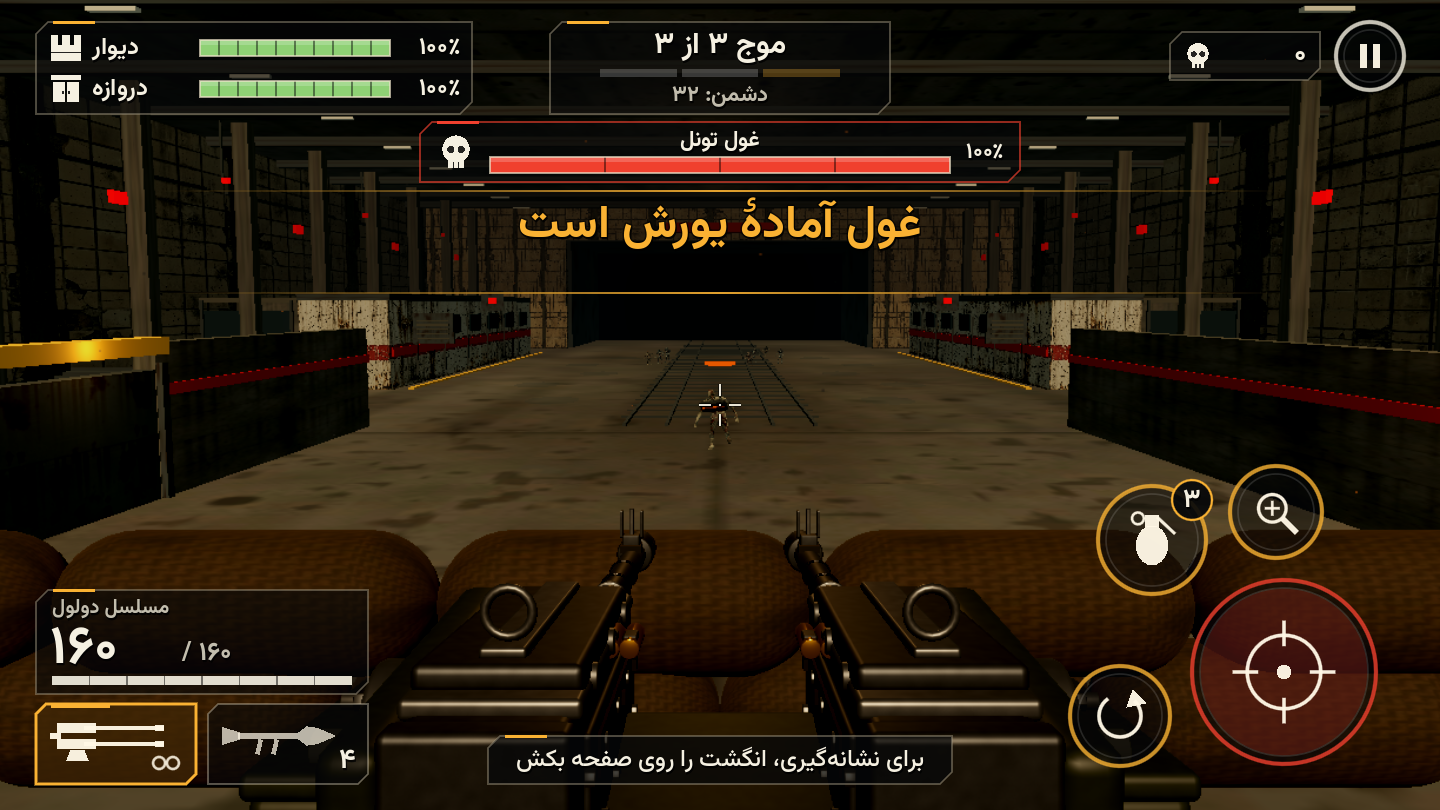 دیوار ۱۰۰٪
دروازه ۱۰۰٪
موج ۳ از ۳
دشمن: ۳۲
۰
غول تونل
۱۰۰٪
غول آمادهٔ یورش است
۳
مسلسل دولول
۱۶۰ / ۱۶۰
∞
۴
برای نشانه‌گیری، انگشت را روی صفحه بکش